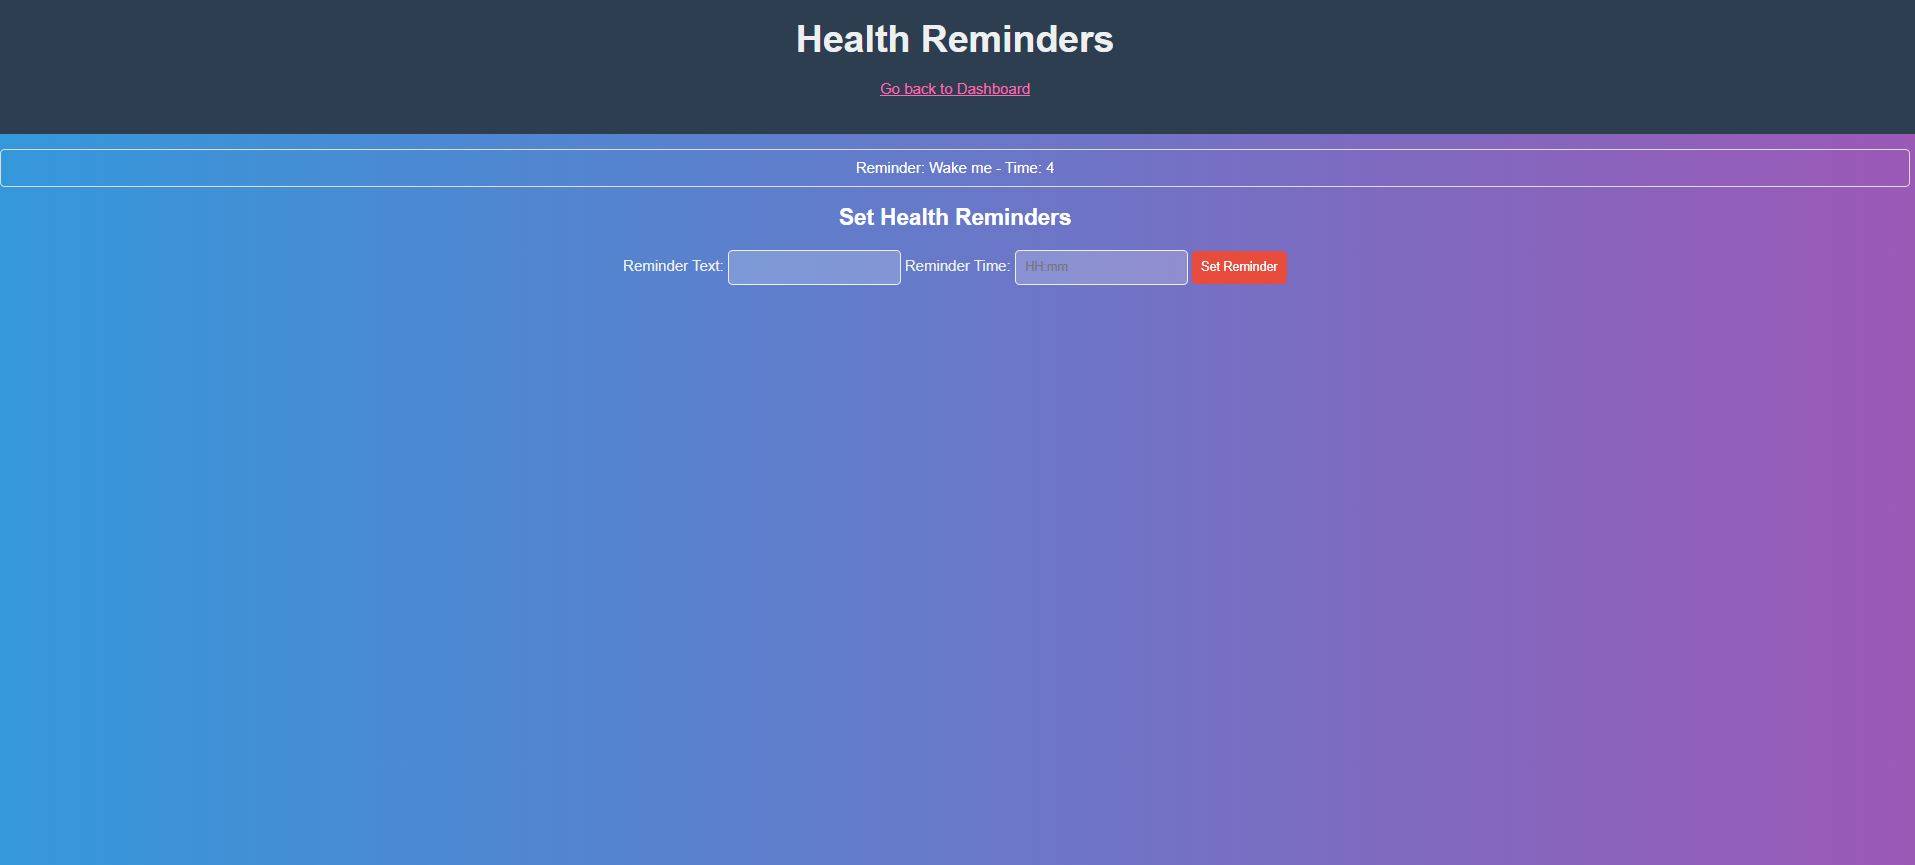 Health Reminders
Go back to Dashboard
Reminder: Wake me - Time: 4
Set Health Reminders
Reminder Text: Reminder Time: HH:mm Set Reminder